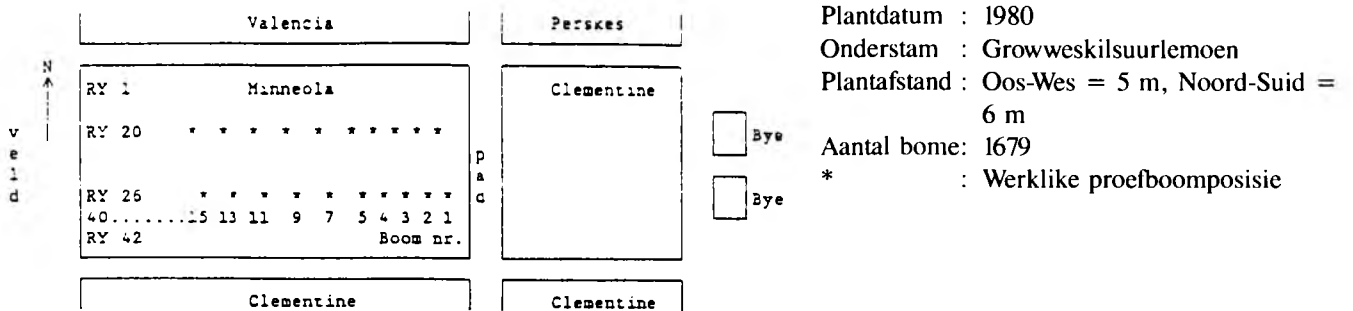 Valencia
Perskes
N
veld
RY 1 Minneola
Clementine
RY 20 * * * * * * * * * *
Bye
pad
RY 26 * * * * * * * * * *
Bye
40........15 13 11 9 7 5 4 3 2 1
RY 42 Boom nr.
Clementine
Clementine
Plantdatum : 1980
Onderstam : Growweskilsuurlemoen
Plantafstand : Oos-Wes = 5 m, Noord-Suid =
6 m
Aantal bome: 1679
* : Werklike proefboomposisie